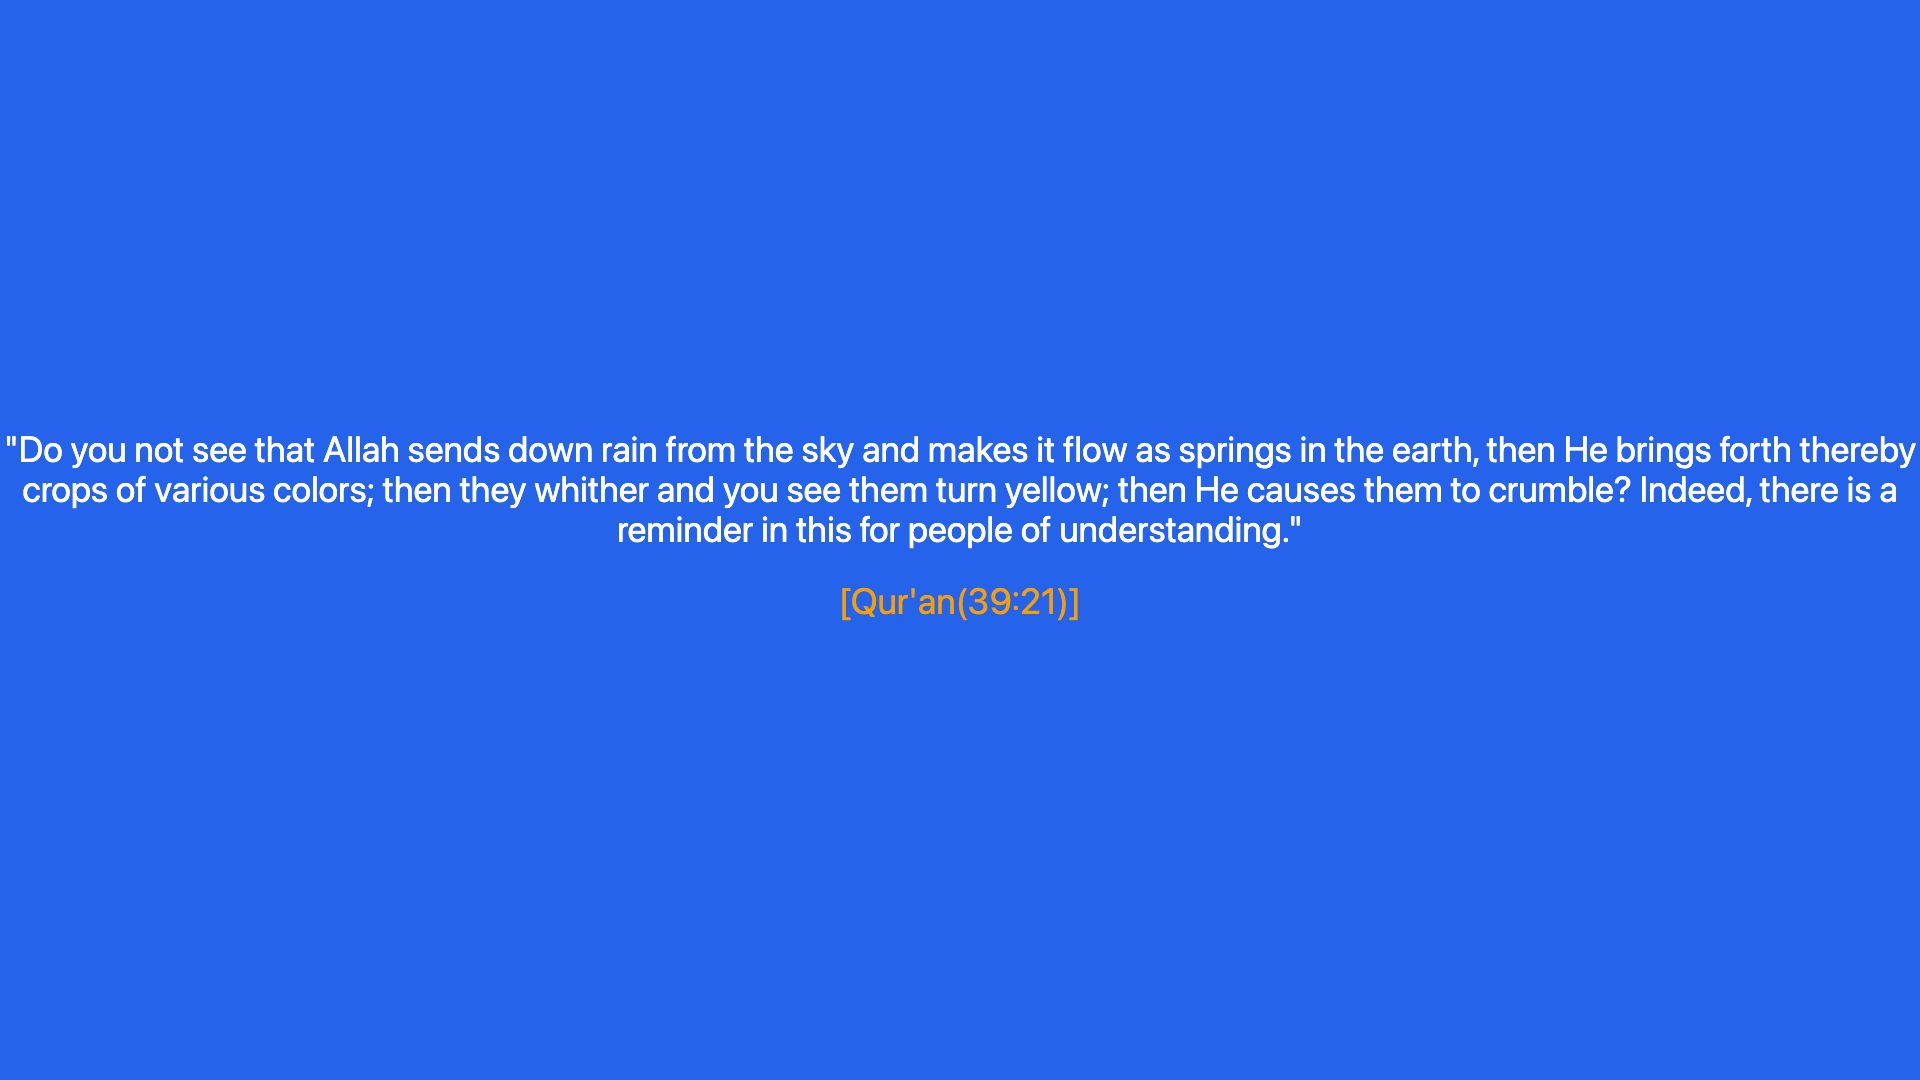 "Do you not see that Allah sends down rain from the sky and makes it flow as springs in the earth, then He brings forth thereby
crops of various colors; then they whither and you see them turn yellow; then He causes them to crumble? Indeed, there is a
reminder in this for people of understanding."
[Qur'an(39:21)]